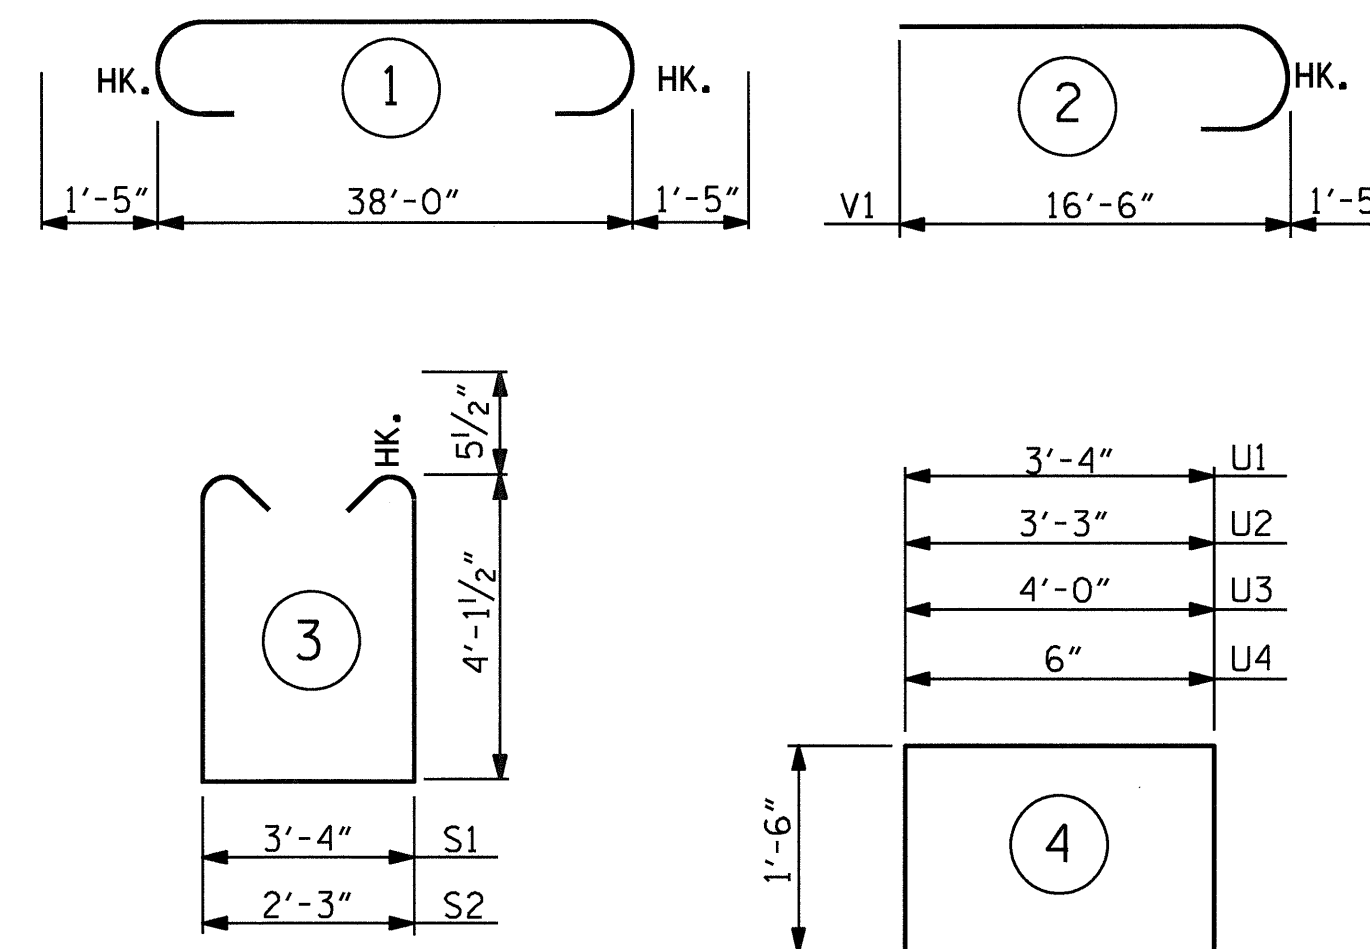 HK. 1 HK.
1'-5" 38'-0" 1'-5"
2 HK.
V1 16'-6" 1'-5
HK. 5 1/2"
3 4'-1 1/2"
3'-4" S1
2'-3" S2
3'-4" U1
3'-3" U2
4'-0" U3
6" U4
1'-6" 4